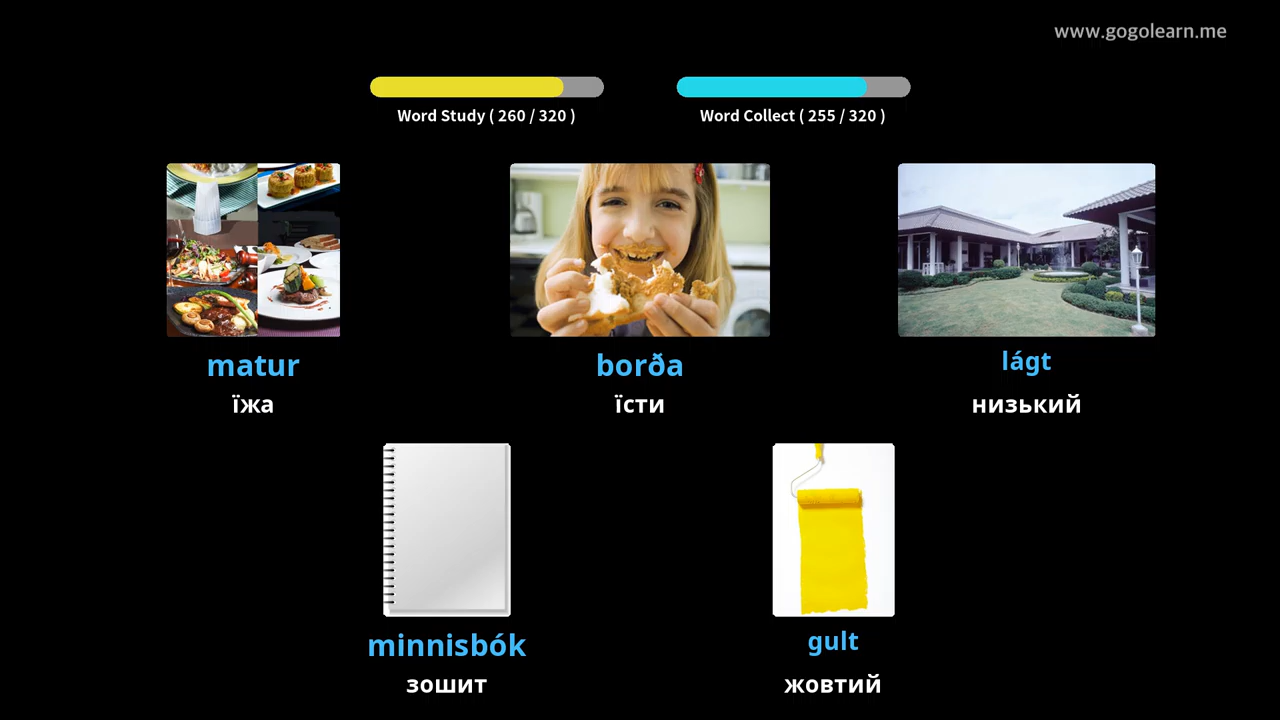 www.gogolearn.me
Word Study ( 260 / 320 )
Word Collect ( 255 / 320 )
matur
borða
lágt
їжа
їсти
низький
minnisbók
gult
зошит
жовтий